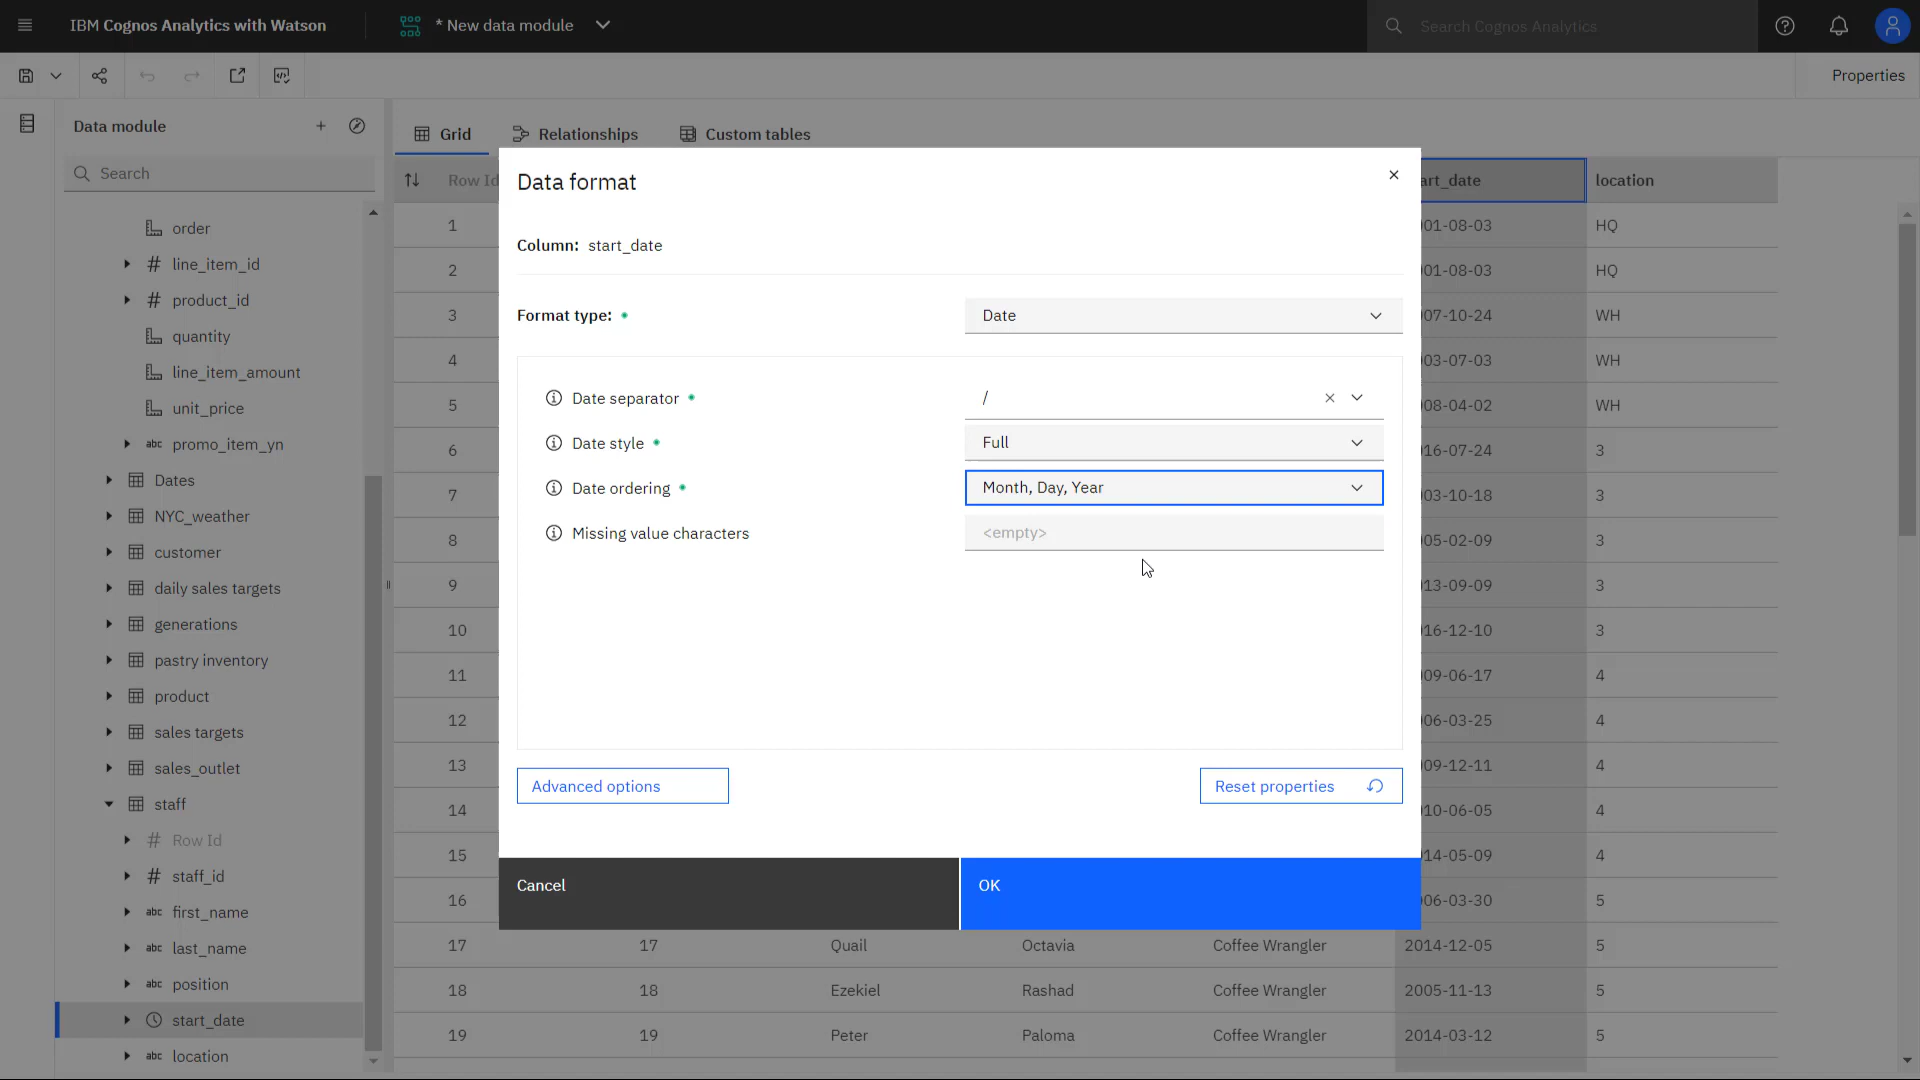 IBM Cognos Analytics with Watson
* New data module
Search Cognos Analytics
Properties
Data module
Search
order
line_item_id
product_id
quantity
line_item_amount
unit_price
promo_item_yn
Dates
NYC_weather
customer
daily sales targets
generations
pastry inventory
product
sales targets
sales_outlet
staff
Row Id
staff_id
first_name
last_name
position
start_date
location
Grid
Relationships
Custom tables
Row Id
art_date
location
1 01-08-03 HQ
2 01-08-03 HQ
3 07-10-24 WH
4 03-07-03 WH
5 08-04-02 WH
6 16-07-24 3
7 03-10-18 3
8 05-02-09 3
9 13-09-09 3
10 16-12-10 3
11 09-06-17 4
12 06-03-25 4
13 09-12-11 4
14 10-06-05 4
15 14-05-09 4
16 06-03-30 5
17 17 Quail Octavia Coffee Wrangler 2014-12-05 5
18 18 Ezekiel Rashad Coffee Wrangler 2005-11-13 5
19 19 Peter Paloma Coffee Wrangler 2014-03-12 5
Data format
Column: start_date
Format type:
Date
Date separator
/
Date style
Full
Date ordering
Month, Day, Year
Missing value characters
<empty>
Advanced options
Reset properties
Cancel
OK